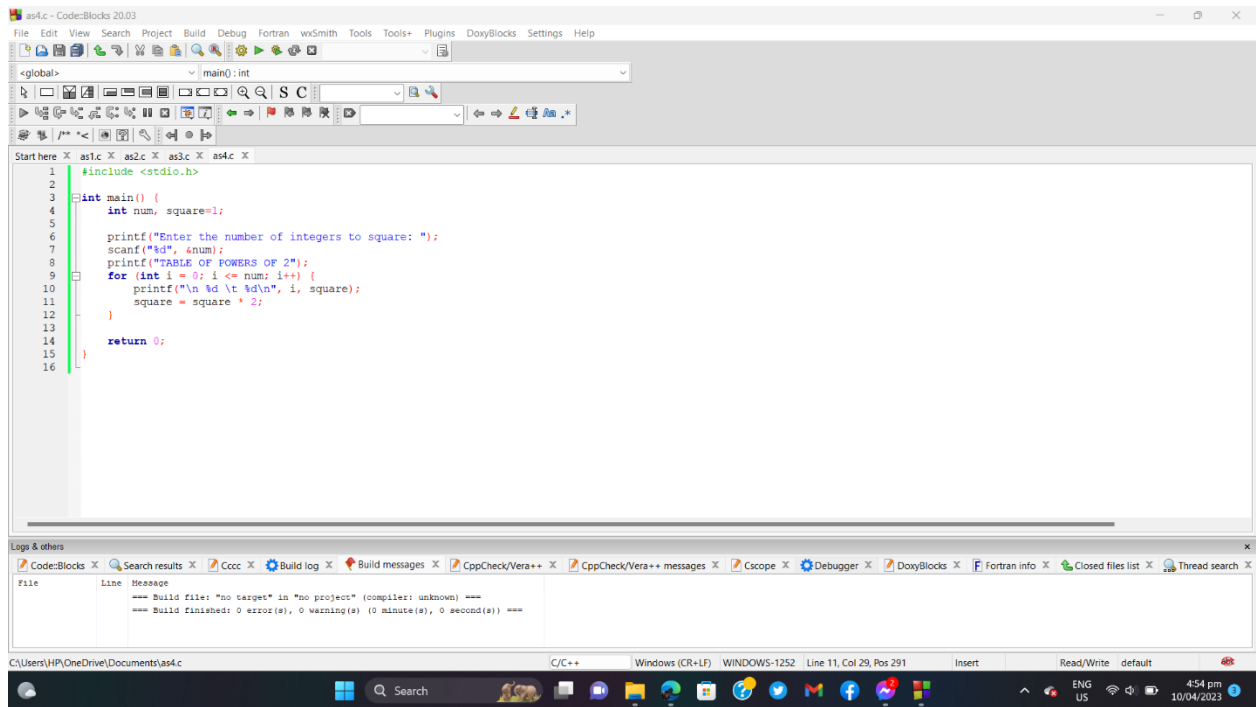 as4.c - Code::Blocks 20.03
File Edit View Search Project Build Debug Fortran wxSmith Tools Tools+ Plugins DoxyBlocks Settings Help
<global> main() : int
S C
/** *<
Aa .*
Start here X as1.c X as2.c X as3.c X as4.c X
1 #include <stdio.h>
2
3 int main() {
4 int num, square=1;
5
6 printf("Enter the number of integers to square: ");
7 scanf("%d", &num);
8 printf("TABLE OF POWERS OF 2");
9 for (int i = 0; i <= num; i++) {
10 printf("\n %d \t %d\n", i, square);
11 square = square * 2;
12 }
13
14 return 0;
15 }
16
Logs & others x
Code::Blocks X Search results X Cccc X Build log X Build messages X CppCheck/Vera++ X CppCheck/Vera++ messages X Cscope X Debugger X DoxyBlocks X Fortran info X Closed files list X Thread search X
File Line Message
=== Build file: "no target" in "no project" (compiler: unknown) ===
=== Build finished: 0 error(s), 0 warning(s) (0 minute(s), 0 second(s)) ===
C:\Users\HP\OneDrive\Documents\as4.c C/C++ Windows (CR+LF) WINDOWS-1252 Line 11, Col 29, Pos 291 Insert Read/Write default
Search 2 ENG US 4:54 pm 10/04/2023 3